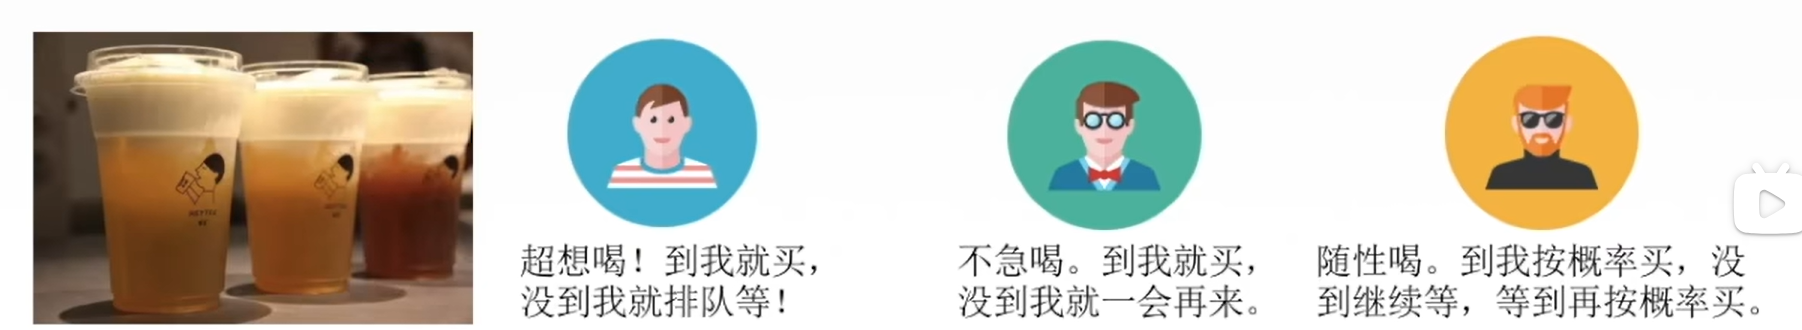 HEYTEA
超想喝！到我就买，
没到我就排队等！
不急喝。到我就买，
没到我就一会再来。
随性喝。到我按概率买，没
到继续等，等到再按概率买。